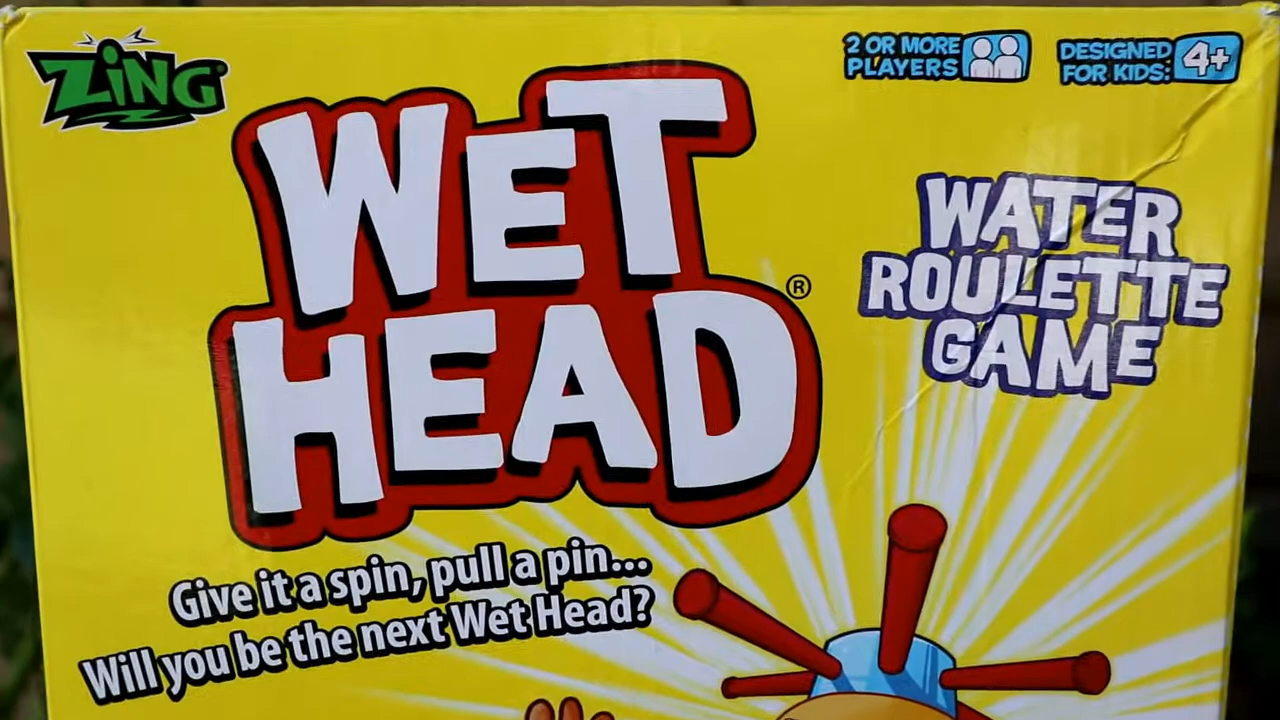 ZiNG
2 OR MORE
PLAYERS
DESIGNED
FOR KIDS:
4+
WET
HEAD
®
WATER
ROULETTE
GAME
Give it a spin, pull a pin...
Will you be the next Wet Head?